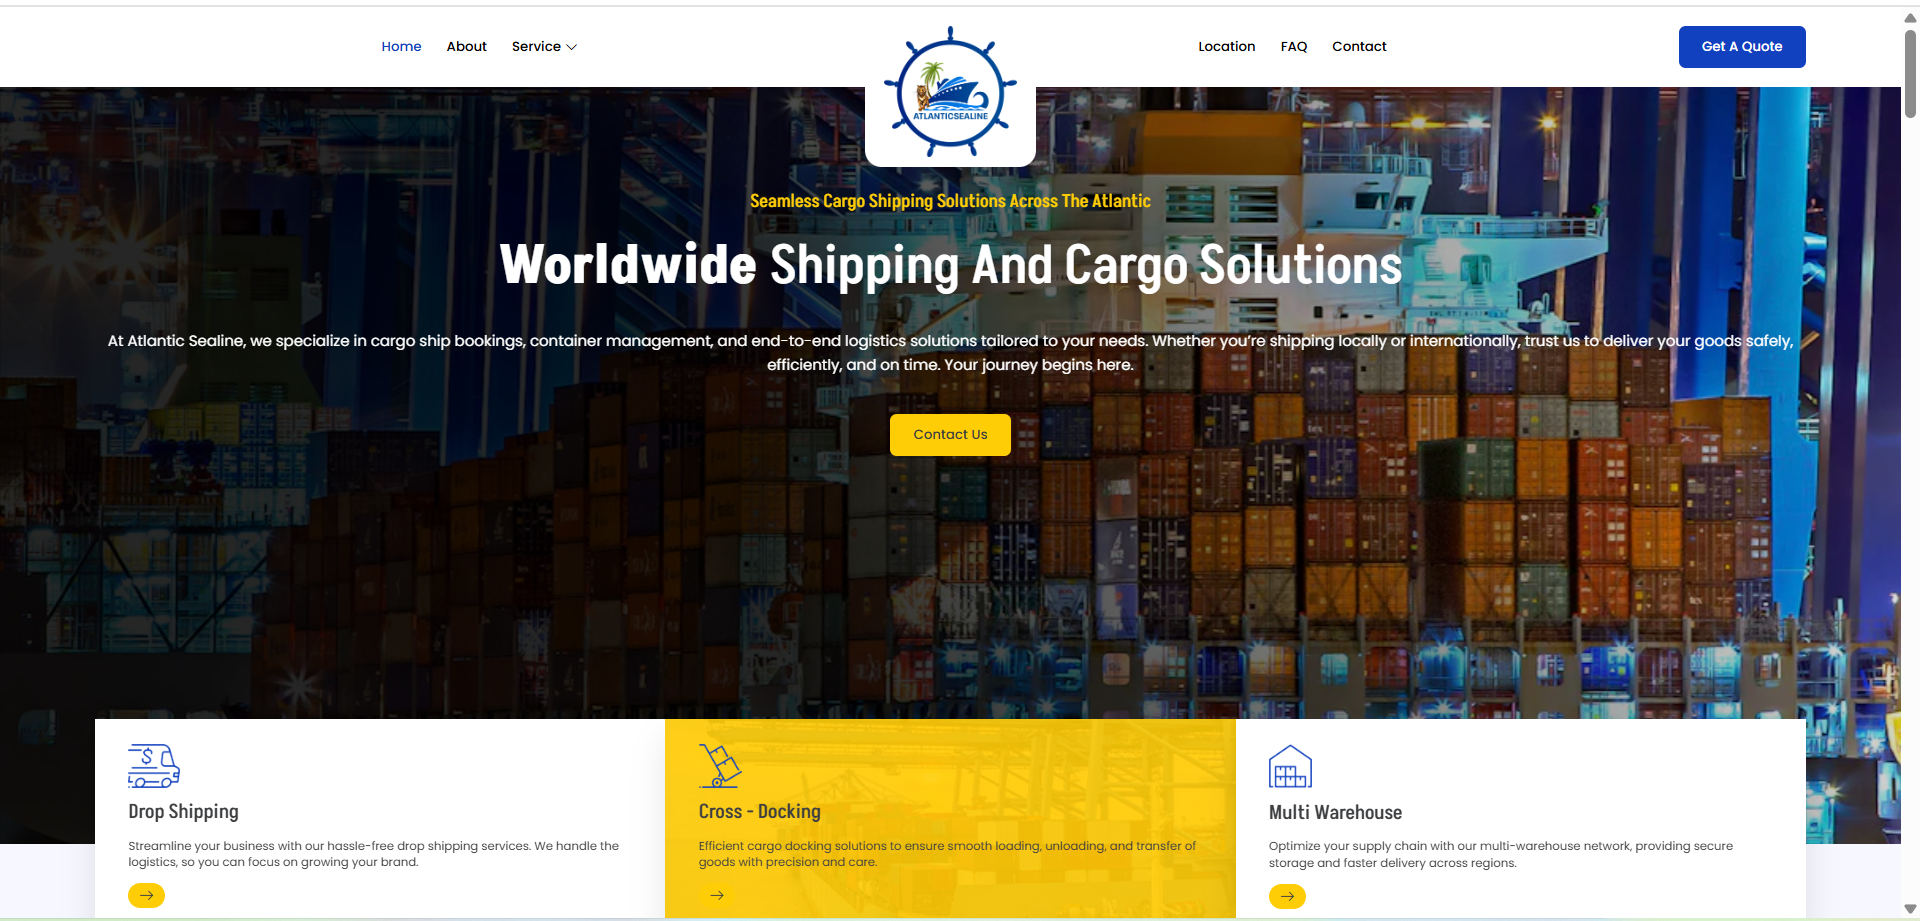 Home
About
Service
ATLANTICSEALINE
Location
FAQ
Contact
Get A Quote
Seamless Cargo Shipping Solutions Across The Atlantic
Worldwide Shipping And Cargo Solutions
At Atlantic Sealine, we specialize in cargo ship bookings, container management, and end-to-end logistics solutions tailored to your needs. Whether you’re shipping locally or internationally, trust us to deliver your goods safely,
efficiently, and on time. Your journey begins here.
Contact Us
$
Drop Shipping
Streamline your business with our hassle-free drop shipping services. We handle the
logistics, so you can focus on growing your brand.
Cross - Docking
Efficient cargo docking solutions to ensure smooth loading, unloading, and transfer of
goods with precision and care.
Multi Warehouse
Optimize your supply chain with our multi-warehouse network, providing secure
storage and faster delivery across regions.